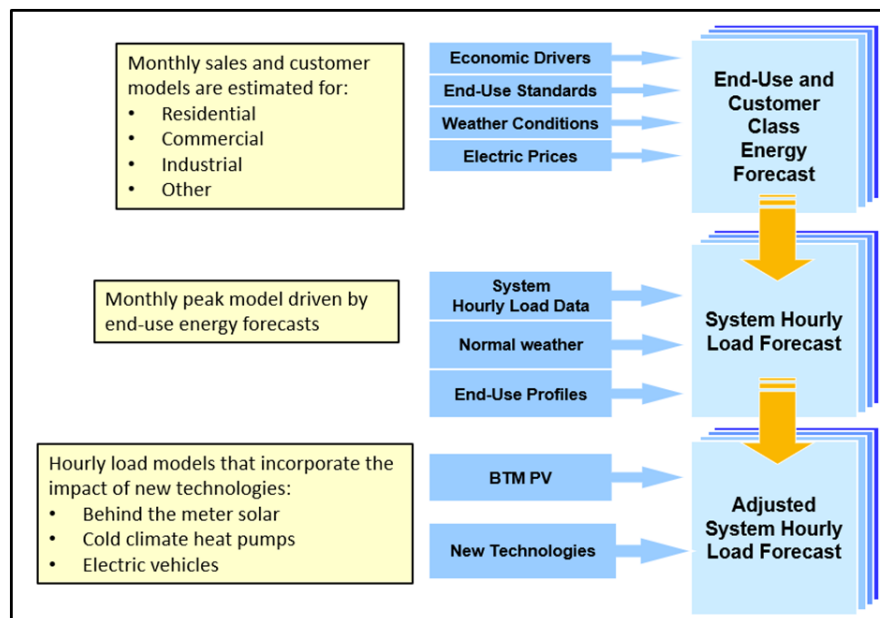 Monthly sales and customer
models are estimated for:
• Residential
• Commercial
• Industrial
• Other
Economic Drivers
End-Use Standards
Weather Conditions
Electric Prices
End-Use and
Customer
Class
Energy
Forecast
Monthly peak model driven by
end-use energy forecasts
System
Hourly Load Data
Normal weather
End-Use Profiles
System Hourly
Load Forecast
Hourly load models that incorporate the
impact of new technologies:
• Behind the meter solar
• Cold climate heat pumps
• Electric vehicles
BTM PV
New Technologies
Adjusted
System Hourly
Load Forecast